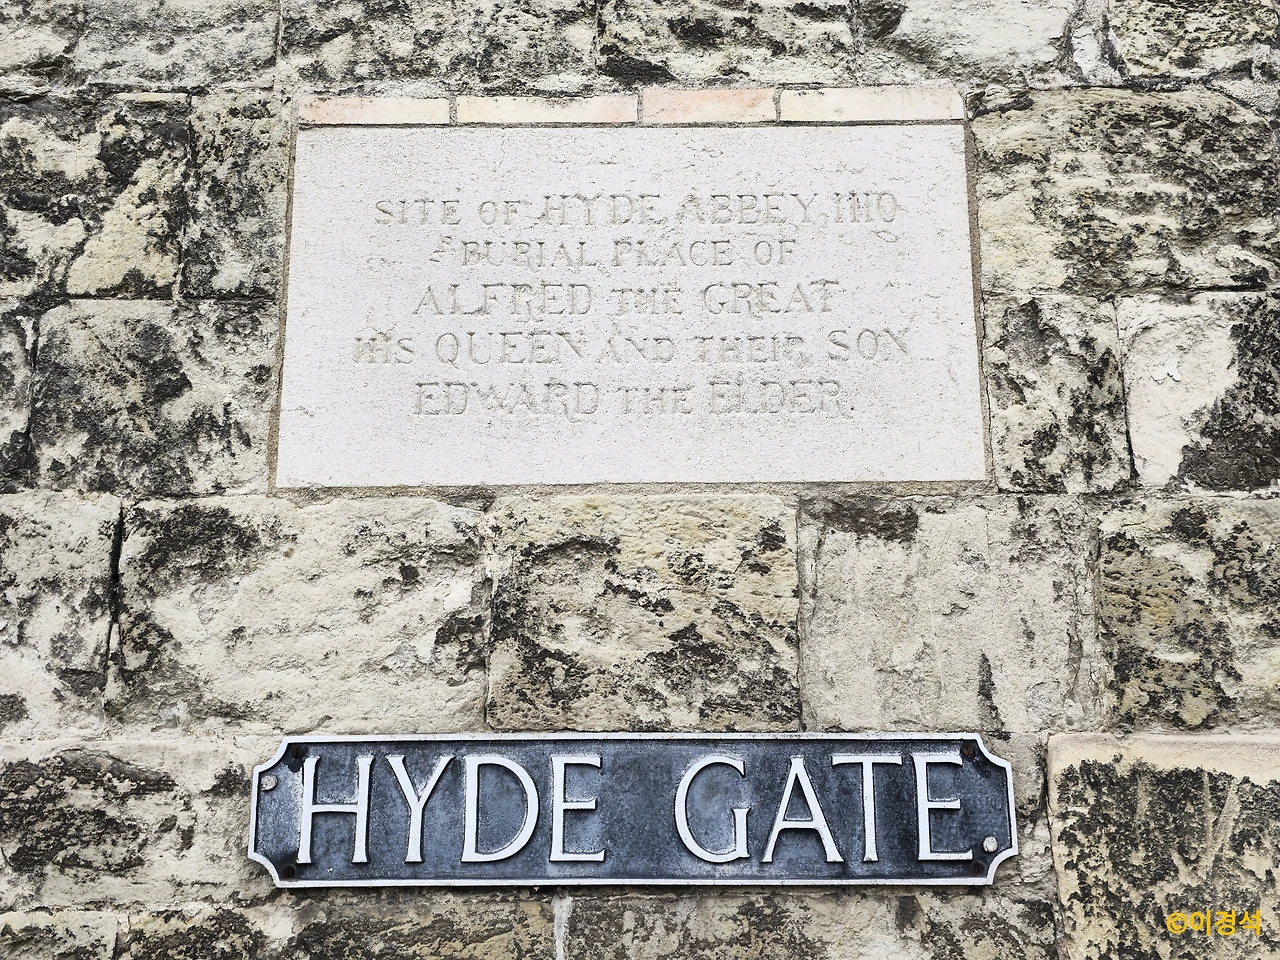 SITE OF HYDE ABBEY, 1110
& BURIAL PLACE OF
ALFRED THE GREAT
HIS QUEEN AND THEIR SON
EDWARD THE ELDER.
HYDE GATE
©이경석